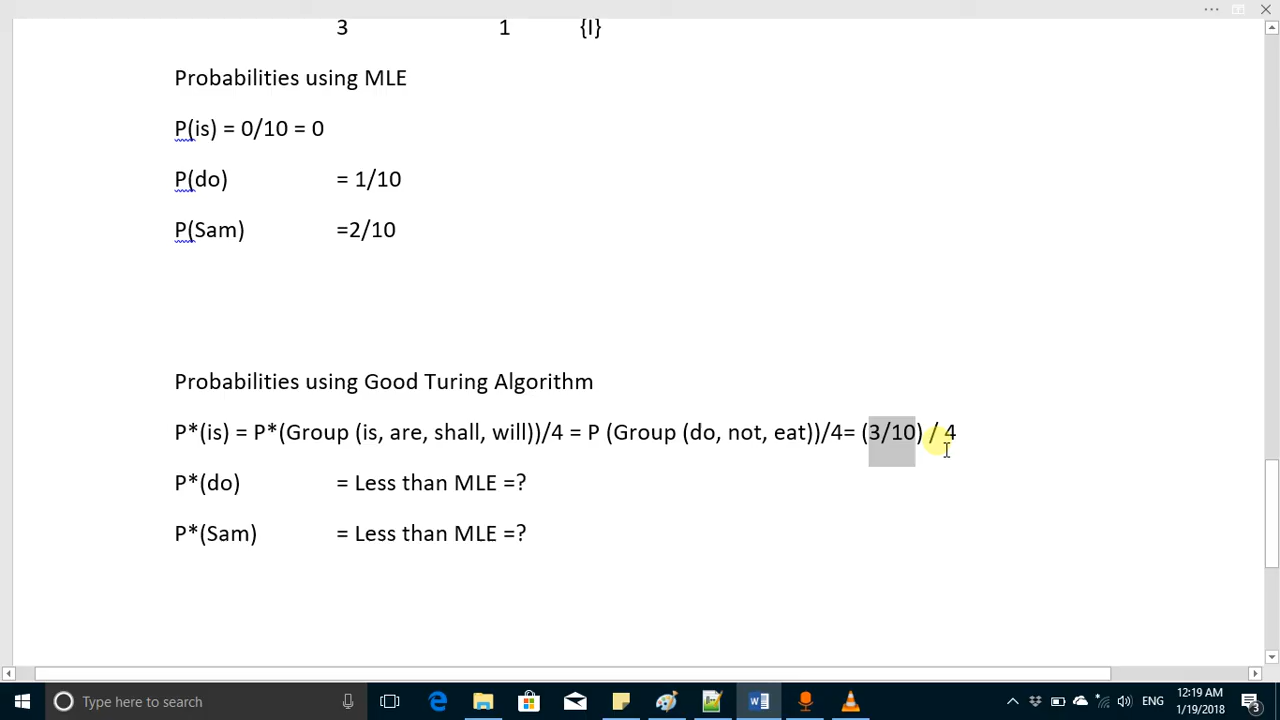 3 1 {I}
Probabilities using MLE
P(is) = 0/10 = 0
P(do) = 1/10
P(Sam) =2/10
Probabilities using Good Turing Algorithm
P*(is) = P*(Group (is, are, shall, will))/4 = P (Group (do, not, eat))/4= (3/10) / 4
P*(do) = Less than MLE =?
P*(Sam) = Less than MLE =?
Type here to search
ENG
12:19 AM
1/19/2018
3